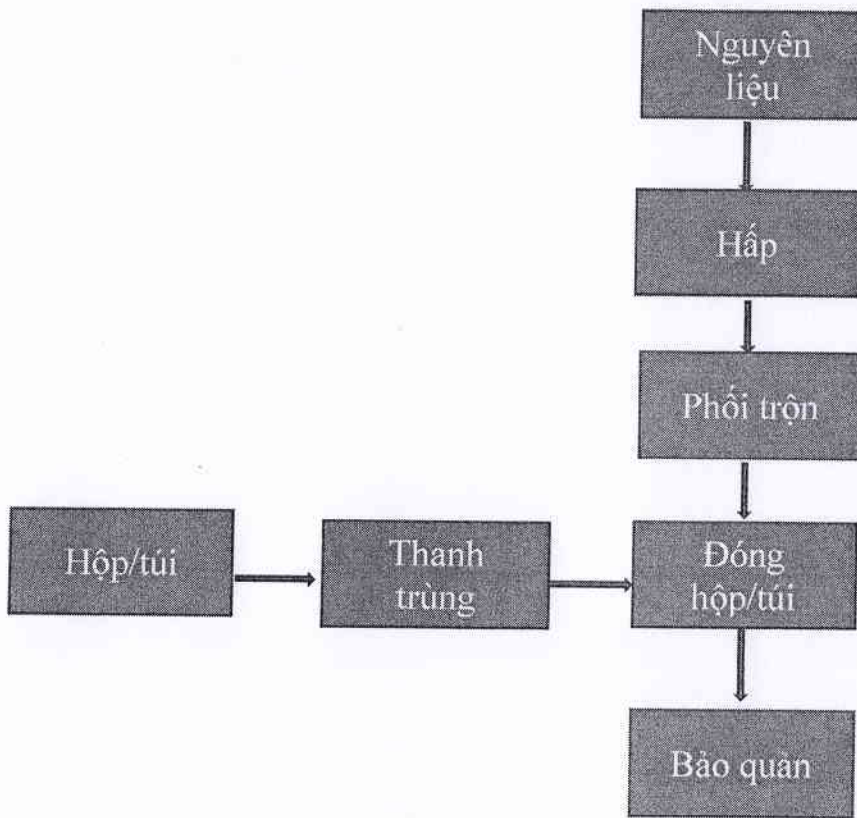 Nguyên
liệu
Hấp
Phối trộn
Hộp/túi
Thanh
trùng
Đóng
hộp/túi
Bảo quản